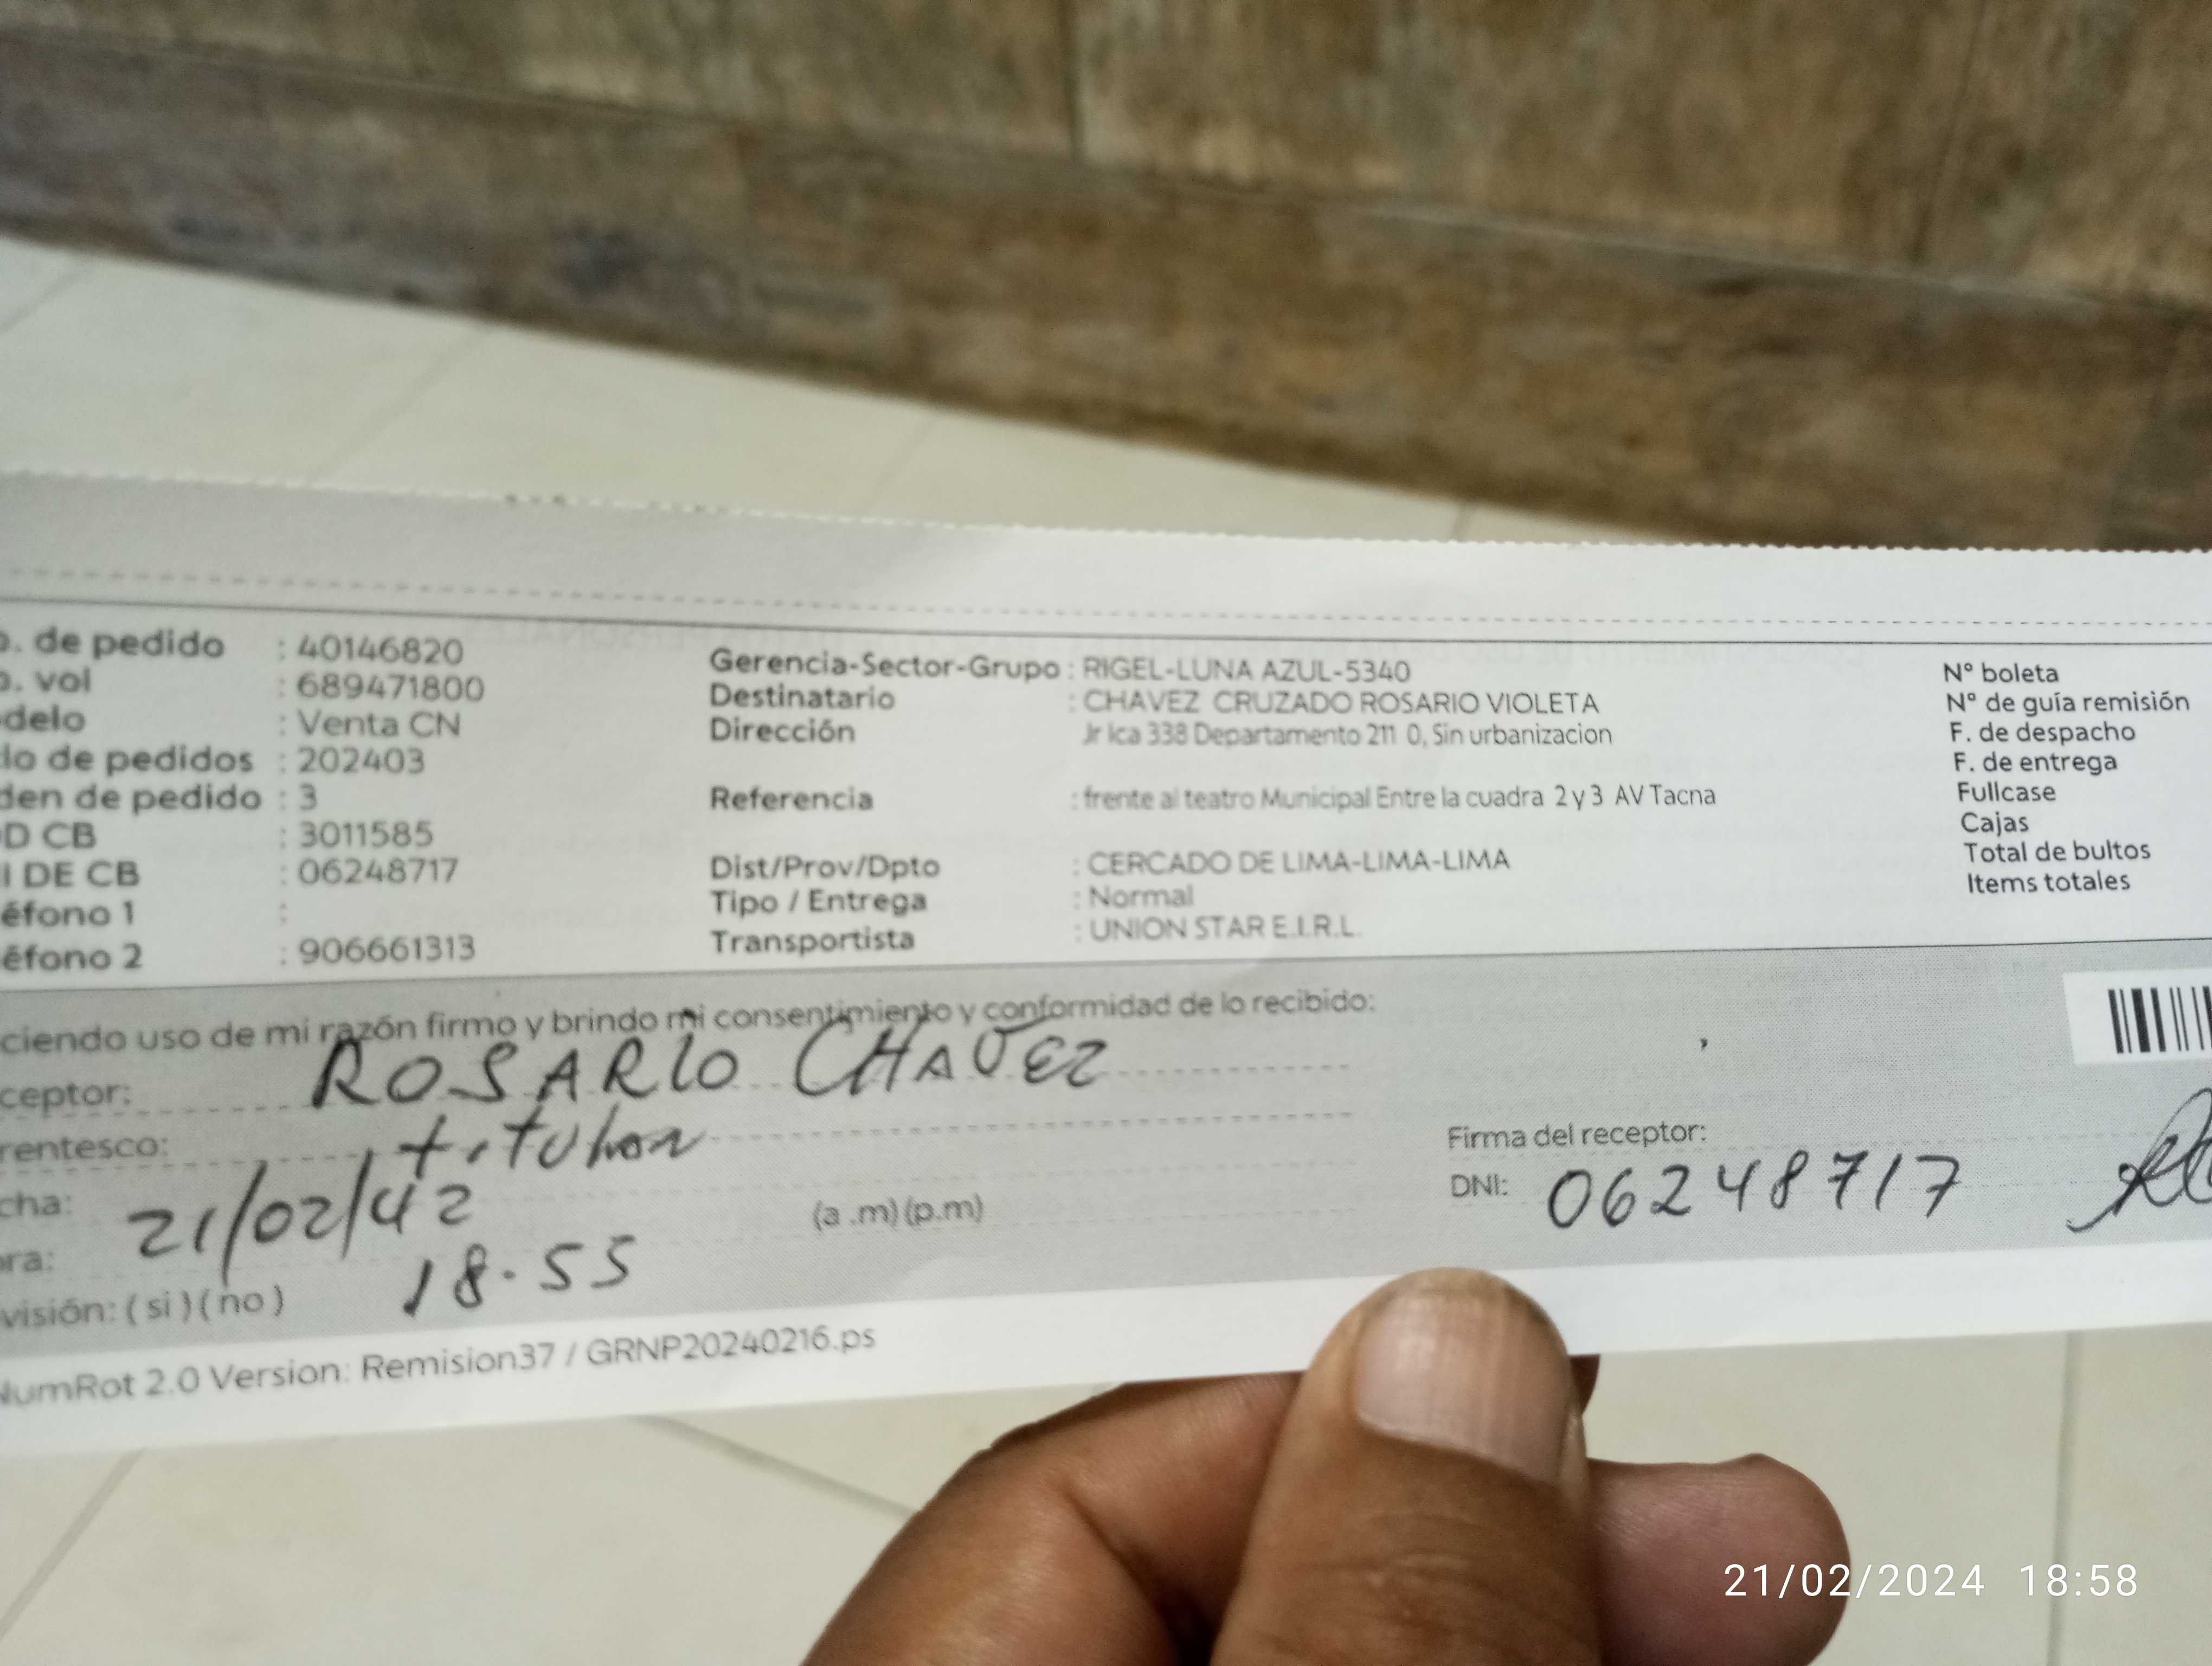 o. de pedido : 40146820
o. vol : 689471800
delo : Venta CN
lo de pedidos : 202403
den de pedido : 3
D CB : 3011585
I DE CB : 06248717
éfono 1 :
éfono 2 : 906661313
Gerencia-Sector-Grupo : RIGEL-LUNA AZUL-5340
Destinatario : CHAVEZ CRUZADO ROSARIO VIOLETA
Dirección Jr Ica 338 Departamento 211 0, Sin urbanizacion
Referencia : frente al teatro Municipal Entre la cuadra 2 y 3 AV Tacna
Dist/Prov/Dpto : CERCADO DE LIMA-LIMA-LIMA
Tipo / Entrega : Normal
Transportista : UNION STAR E.I.R.L.
N° boleta
N° de guía remisión
F. de despacho
F. de entrega
Fullcase
Cajas
Total de bultos
Items totales
ciendo uso de mi razón firmo y brindo mi consentimiento y conformidad de lo recibido:
ceptor: ROSARIO CHAVEZ
rentesco: titular
cha: 21/02/42
ora: 18.55 (a .m) (p.m)
visión: ( si ) ( no )
Firma del receptor:
DNI: 06248717
NumRot 2.0 Version: Remision37 / GRNP20240216.ps
21/02/2024 18:58